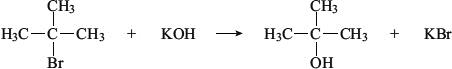 CH3 CH3
H3C—C—CH3 + KOH → H3C—C—CH3 + KBr
Br OH